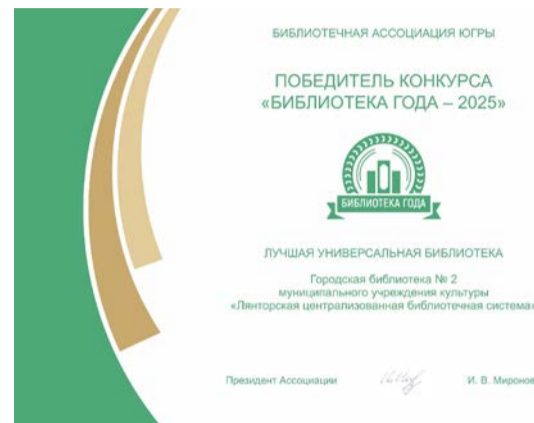 БИБЛИОТЕЧНАЯ АССОЦИАЦИЯ ЮГРЫ
ПОБЕДИТЕЛЬ КОНКУРСА
«БИБЛИОТЕКА ГОДА – 2025»
БИБЛИОТЕКА ГОДА
ЛУЧШАЯ УНИВЕРСАЛЬНАЯ БИБЛИОТЕКА
Городская библиотека № 2
муниципального учреждения культуры
«Лянторская централизованная библиотечная система»
Президент Ассоциации И. В. Миронов